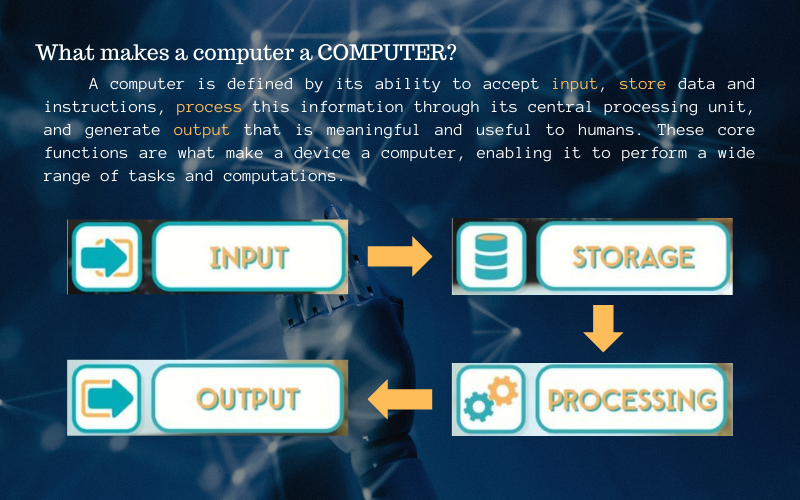 What makes a computer a COMPUTER?
A computer is defined by its ability to accept input, store data and
instructions, process this information through its central processing unit,
and generate output that is meaningful and useful to humans. These core
functions are what make a device a computer, enabling it to perform a wide
range of tasks and computations.
INPUT
STORAGE
OUTPUT
PROCESSING